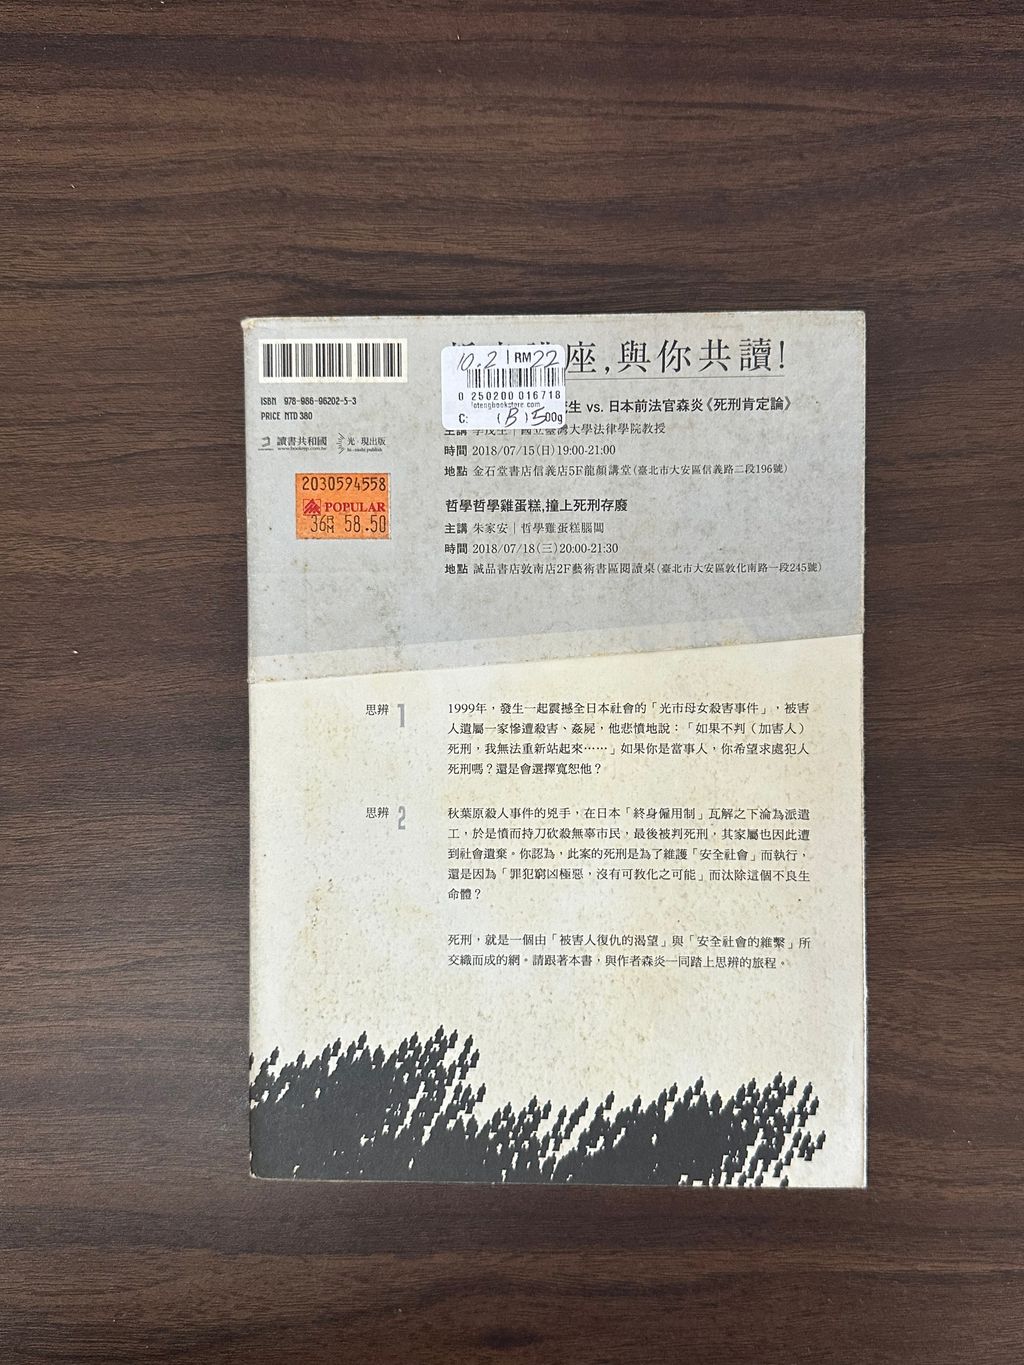 ISBN 978-986-96202-5-3
PRICE NTD 380
讀書共和國
www.bookrep.com.tw
光・現出版
2030594558
POPULAR
36 RM 58.50
10.2 RM 22
0 250200 016718
C: (B) 500g
座,與你共讀!
生 vs. 日本前法官森炎《死刑肯定論》
主講 李茂生|國立臺灣大學法律學院教授
時間 2018/07/15(日)19:00-21:00
地點 金石堂書店信義店5F龍顏講堂(臺北市大安區信義路二段196號)
哲學哲學雞蛋糕,撞上死刑存廢
主講 朱家安|哲學雞蛋糕腦闆
時間 2018/07/18(三)20:00-21:30
地點 誠品書店敦南店2F藝術書區閱讀桌(臺北市大安區敦化南路一段245號)
思辨 1
1999年,發生一起震撼全日本社會的「光市母女殺害事件」,被害
人遺屬一家慘遭殺害、姦屍,他悲憤地說:「如果不判(加害人)
死刑,我無法重新站起來⋯⋯」如果你是當事人,你希望求處犯人
死刑嗎?還是會選擇寬恕他?
思辨 2
秋葉原殺人事件的兇手,在日本「終身僱用制」瓦解之下淪為派遣
工,於是憤而持刀砍殺無辜市民,最後被判死刑,其家屬也因此遭
到社會遺棄。你認為,此案的死刑是為了維護「安全社會」而執行,
還是因為「罪犯窮凶極惡,沒有可教化之可能」而汰除這個不良生
命體?
死刑,就是一個由「被害人復仇的渴望」與「安全社會的維繫」所
交織而成的網。請跟著本書,與作者森炎一同踏上思辨的旅程。